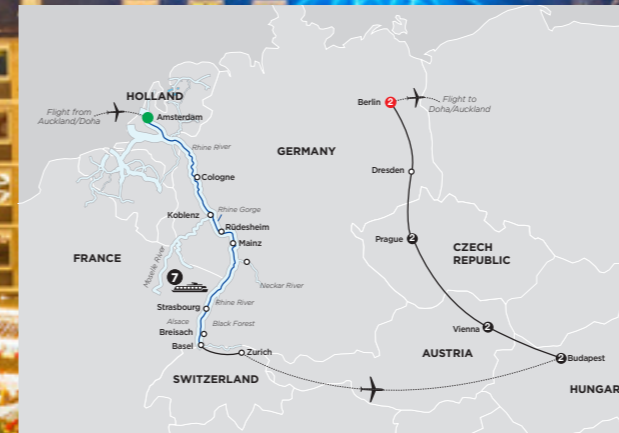 HOLLAND
Flight from
Auckland/Doha
Amsterdam
Berlin
2
Flight to
Doha/Auckland
Rhine River
GERMANY
Cologne
Dresden
Koblenz
Rhine Gorge
Rüdesheim
Mainz
Prague
2
CZECH
REPUBLIC
FRANCE
Moselle River
7
Neckar River
Strasbourg
Rhine River
Alsace
Black Forest
Breisach
Basel
Zurich
Vienna
2
AUSTRIA
2
Budapest
SWITZERLAND
HUNGAR